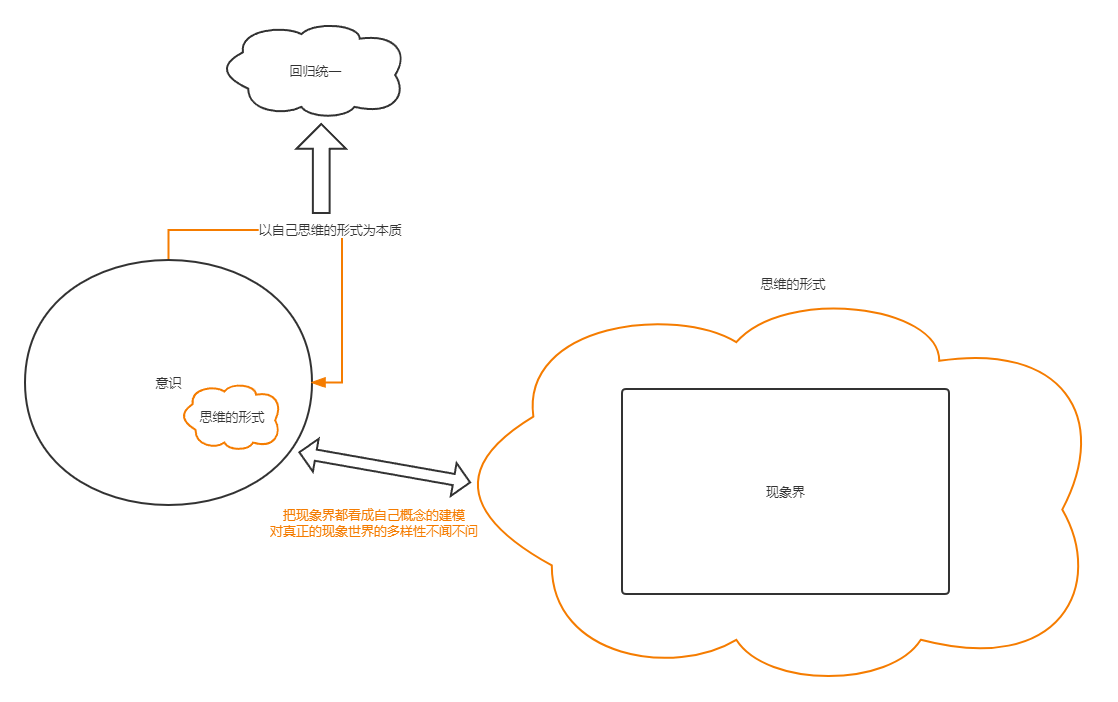 回归统一
以自己思维的形式为本质
思维的形式
意识
思维的形式
现象界
把现象界都看成自己概念的建模
对真正的现象世界的多样性不闻不问